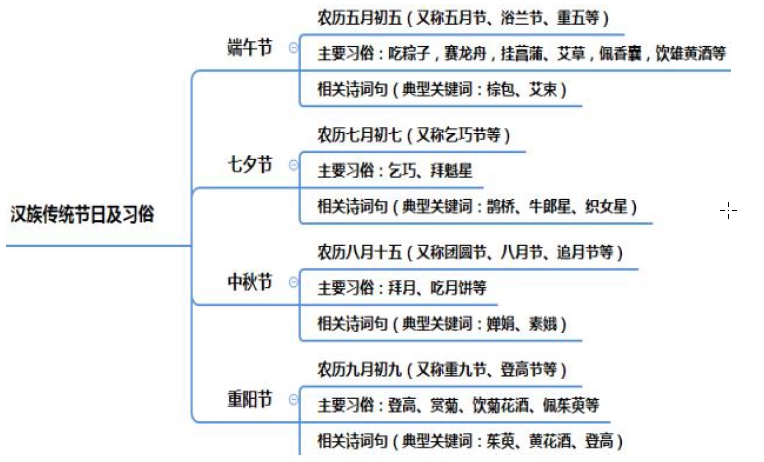 端午节
农历五月初五（又称五月节、浴兰节、重五等）
主要习俗：吃粽子，赛龙舟，挂菖蒲、艾草，佩香囊，饮雄黄酒等
相关诗词句（典型关键词：棕包、艾束）
七夕节
农历七月初七（又称乞巧节等）
主要习俗：乞巧、拜魁星
相关诗词句（典型关键词：鹊桥、牛郎星、织女星）
汉族传统节日及习俗
中秋节
农历八月十五（又称团圆节、八月节、追月节等）
主要习俗：拜月、吃月饼等
相关诗词句（典型关键词：婵娟、素娥）
重阳节
农历九月初九（又称重九节、登高节等）
主要习俗：登高、赏菊、饮菊花酒、佩茱萸等
相关诗词句（典型关键词：茱萸、黄花酒、登高）